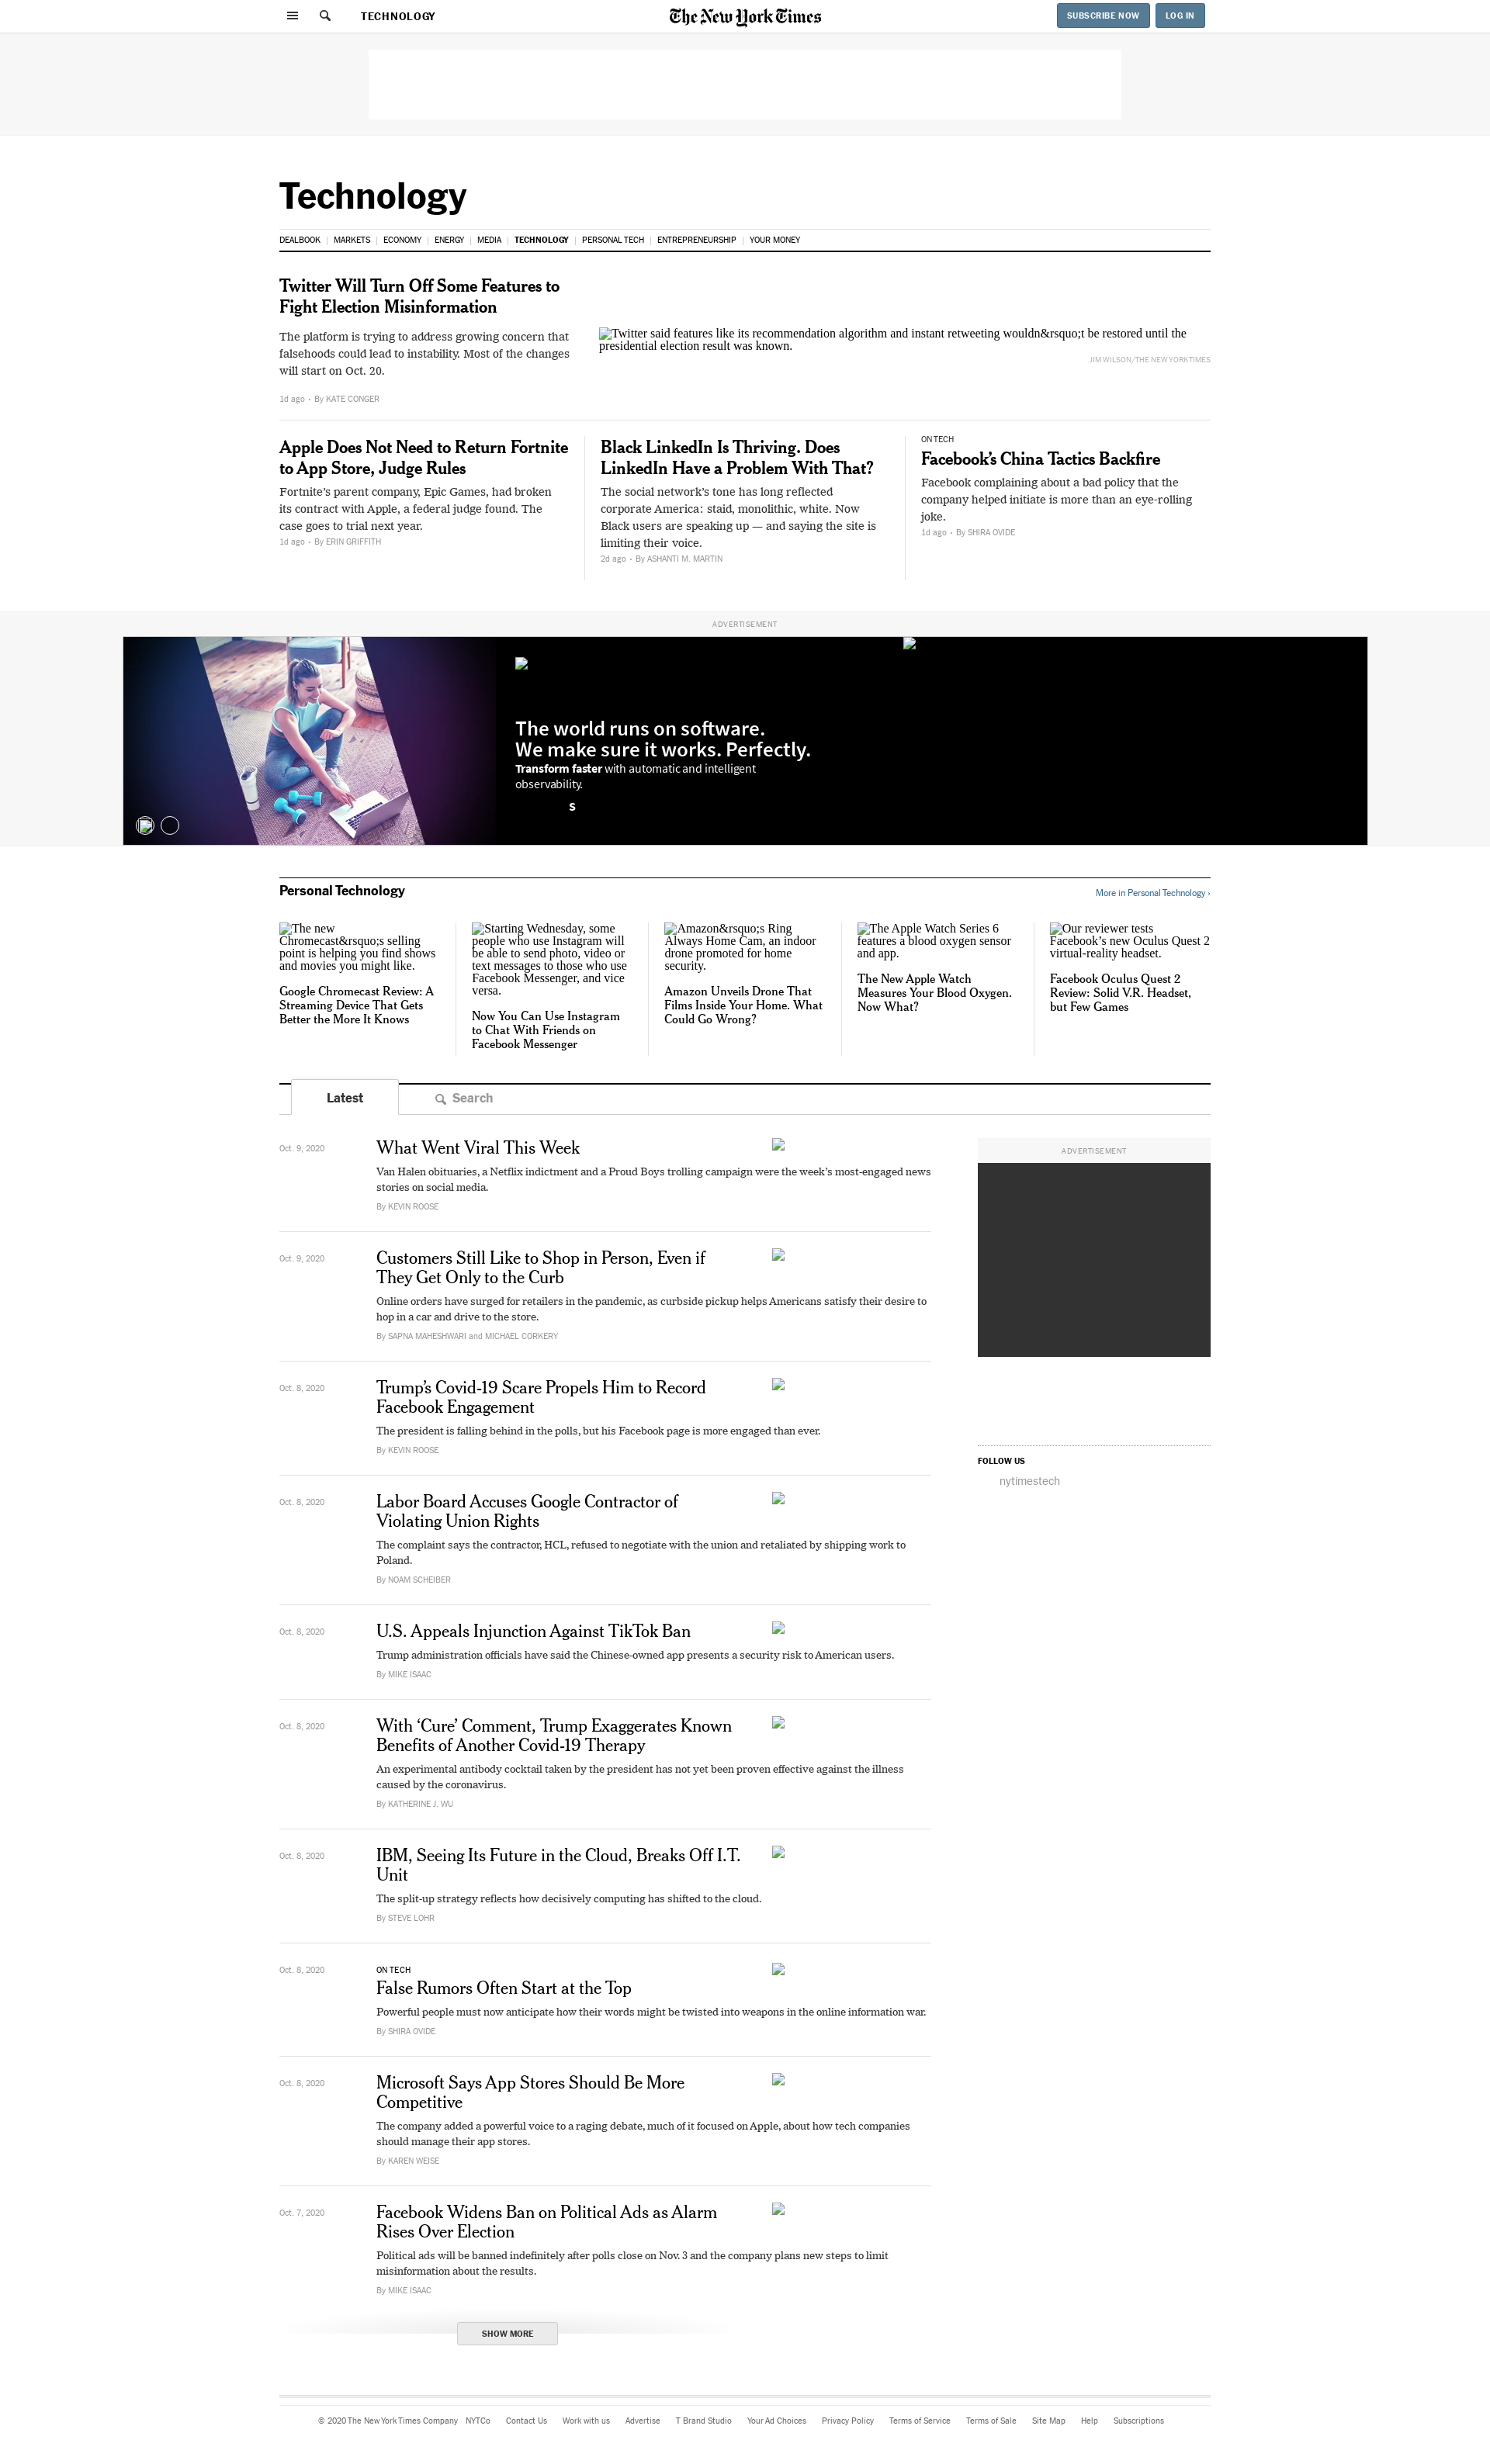 TECHNOLOGY
The New York Times
SUBSCRIBE NOW
LOG IN
Technology
DEALBOOK | MARKETS | ECONOMY | ENERGY | MEDIA | TECHNOLOGY | PERSONAL TECH | ENTREPRENEURSHIP | YOUR MONEY
Twitter Will Turn Off Some Features to
Fight Election Misinformation
The platform is trying to address growing concern that
falsehoods could lead to instability. Most of the changes
will start on Oct. 20.
1d ago • By KATE CONGER
Twitter said features like its recommendation algorithm and instant retweeting wouldn&rsquo;t be restored until the
presidential election result was known.
JIM WILSON/THE NEW YORK TIMES
Apple Does Not Need to Return Fortnite
to App Store, Judge Rules
Fortnite's parent company, Epic Games, had broken
its contract with Apple, a federal judge found. The
case goes to trial next year.
1d ago • By ERIN GRIFFITH
Black LinkedIn Is Thriving. Does
LinkedIn Have a Problem With That?
The social network's tone has long reflected
corporate America: staid, monolithic, white. Now
Black users are speaking up — and saying the site is
limiting their voice.
2d ago • By ASHANTI M. MARTIN
ON TECH
Facebook’s China Tactics Backfire
Facebook complaining about a bad policy that the
company helped initiate is more than an eye-rolling
joke.
1d ago • By SHIRA OVIDE
ADVERTISEMENT
The world runs on software.
We make sure it works. Perfectly.
Transform faster with automatic and intelligent
observability.
S
Personal Technology
More in Personal Technology ›
The new
Chromecast&rsquo;s selling
point is helping you find shows
and movies you might like.
Google Chromecast Review: A
Streaming Device That Gets
Better the More It Knows
Starting Wednesday, some
people who use Instagram will
be able to send photo, video or
text messages to those who use
Facebook Messenger, and vice
versa.
Now You Can Use Instagram
to Chat With Friends on
Facebook Messenger
Amazon&rsquo;s Ring
Always Home Cam, an indoor
drone promoted for home
security.
Amazon Unveils Drone That
Films Inside Your Home. What
Could Go Wrong?
The Apple Watch Series 6
features a blood oxygen sensor
and app.
The New Apple Watch
Measures Your Blood Oxygen.
Now What?
Our reviewer tests
Facebook’s new Oculus Quest 2
virtual-reality headset.
Facebook Oculus Quest 2
Review: Solid V.R. Headset,
but Few Games
Latest
Search
Oct. 9, 2020
What Went Viral This Week
Van Halen obituaries, a Netflix indictment and a Proud Boys trolling campaign were the week’s most-engaged news
stories on social media.
By KEVIN ROOSE
Oct. 9, 2020
Customers Still Like to Shop in Person, Even if
They Get Only to the Curb
Online orders have surged for retailers in the pandemic, as curbside pickup helps Americans satisfy their desire to
hop in a car and drive to the store.
By SAPNA MAHESHWARI and MICHAEL CORKERY
Oct. 8, 2020
Trump’s Covid-19 Scare Propels Him to Record
Facebook Engagement
The president is falling behind in the polls, but his Facebook page is more engaged than ever.
By KEVIN ROOSE
Oct. 8, 2020
Labor Board Accuses Google Contractor of
Violating Union Rights
The complaint says the contractor, HCL, refused to negotiate with the union and retaliated by shipping work to
Poland.
By NOAM SCHEIBER
Oct. 8, 2020
U.S. Appeals Injunction Against TikTok Ban
Trump administration officials have said the Chinese-owned app presents a security risk to American users.
By MIKE ISAAC
Oct. 8, 2020
With ‘Cure’ Comment, Trump Exaggerates Known
Benefits of Another Covid-19 Therapy
An experimental antibody cocktail taken by the president has not yet been proven effective against the illness
caused by the coronavirus.
By KATHERINE J. WU
Oct. 8, 2020
IBM, Seeing Its Future in the Cloud, Breaks Off I.T.
Unit
The split-up strategy reflects how decisively computing has shifted to the cloud.
By STEVE LOHR
Oct. 8, 2020
ON TECH
False Rumors Often Start at the Top
Powerful people must now anticipate how their words might be twisted into weapons in the online information war.
By SHIRA OVIDE
Oct. 8, 2020
Microsoft Says App Stores Should Be More
Competitive
The company added a powerful voice to a raging debate, much of it focused on Apple, about how tech companies
should manage their app stores.
By KAREN WEISE
Oct. 7, 2020
Facebook Widens Ban on Political Ads as Alarm
Rises Over Election
Political ads will be banned indefinitely after polls close on Nov. 3 and the company plans new steps to limit
misinformation about the results.
By MIKE ISAAC
SHOW MORE
ADVERTISEMENT
FOLLOW US
nytimestech
© 2020 The New York Times Company NYTCo Contact Us Work with us Advertise T Brand Studio Your Ad Choices Privacy Policy Terms of Service Terms of Sale Site Map Help Subscriptions